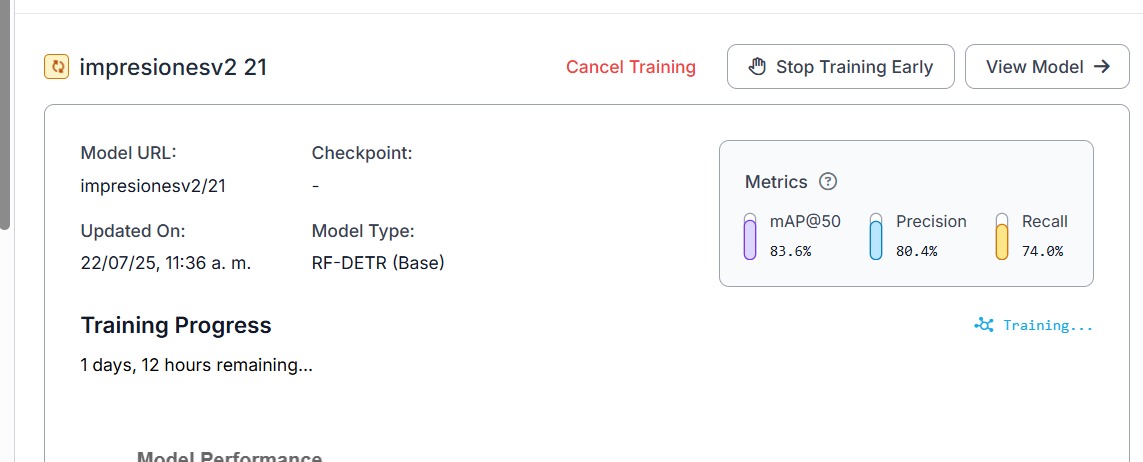 impresionesv2 21
Cancel Training
Stop Training Early
View Model →
Model URL:
impresionesv2/21
Checkpoint:
-
Updated On:
22/07/25, 11:36 a. m.
Model Type:
RF-DETR (Base)
Metrics ?
mAP@50
83.6%
Precision
80.4%
Recall
74.0%
Training Progress
Training...
1 days, 12 hours remaining...
Model Performance